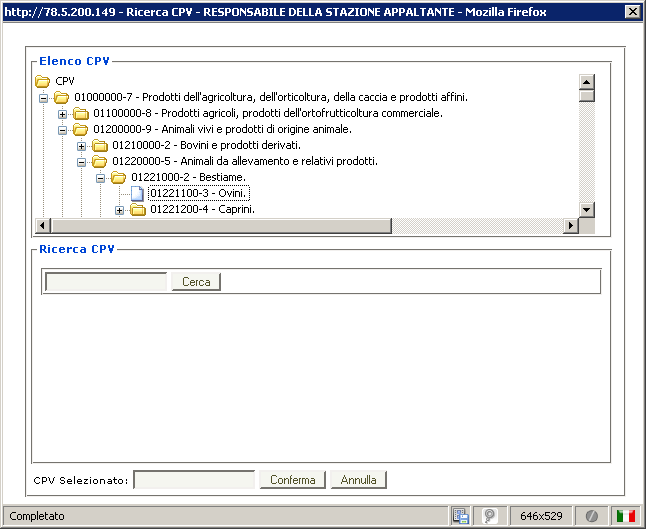 http://78.5.200.149 - Ricerca CPV - RESPONSABILE DELLA STAZIONE APPALTANTE - Mozilla Firefox
Elenco CPV
CPV
01000000-7 - Prodotti dell'agricoltura, dell'orticoltura, della caccia e prodotti affini.
01100000-8 - Prodotti agricoli, prodotti dell'ortofrutticoltura commerciale.
01200000-9 - Animali vivi e prodotti di origine animale.
01210000-2 - Bovini e prodotti derivati.
01220000-5 - Animali da allevamento e relativi prodotti.
01221000-2 - Bestiame.
01221100-3 - Ovini.
01221200-4 - Caprini.
Ricerca CPV
Cerca
CPV Selezionato: Conferma Annulla
Completato 646x529